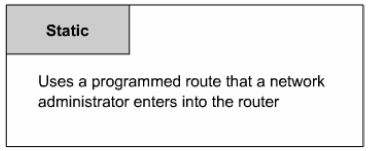 Static
Uses a programmed route that a network
administrator enters into the router